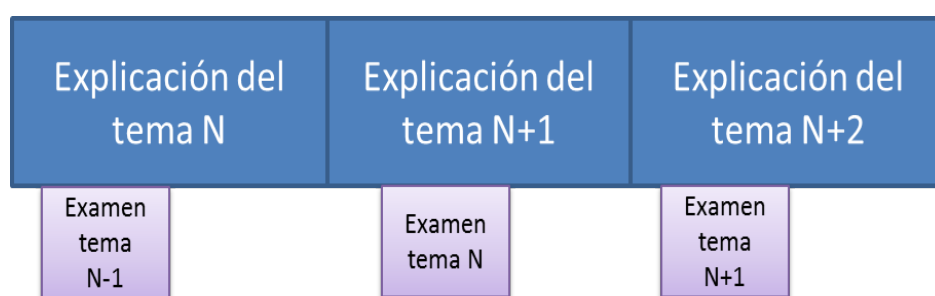 Explicación del
tema N
Explicación del
tema N+1
Explicación del
tema N+2
Examen
tema
N-1
Examen
tema N
Examen
tema
N+1